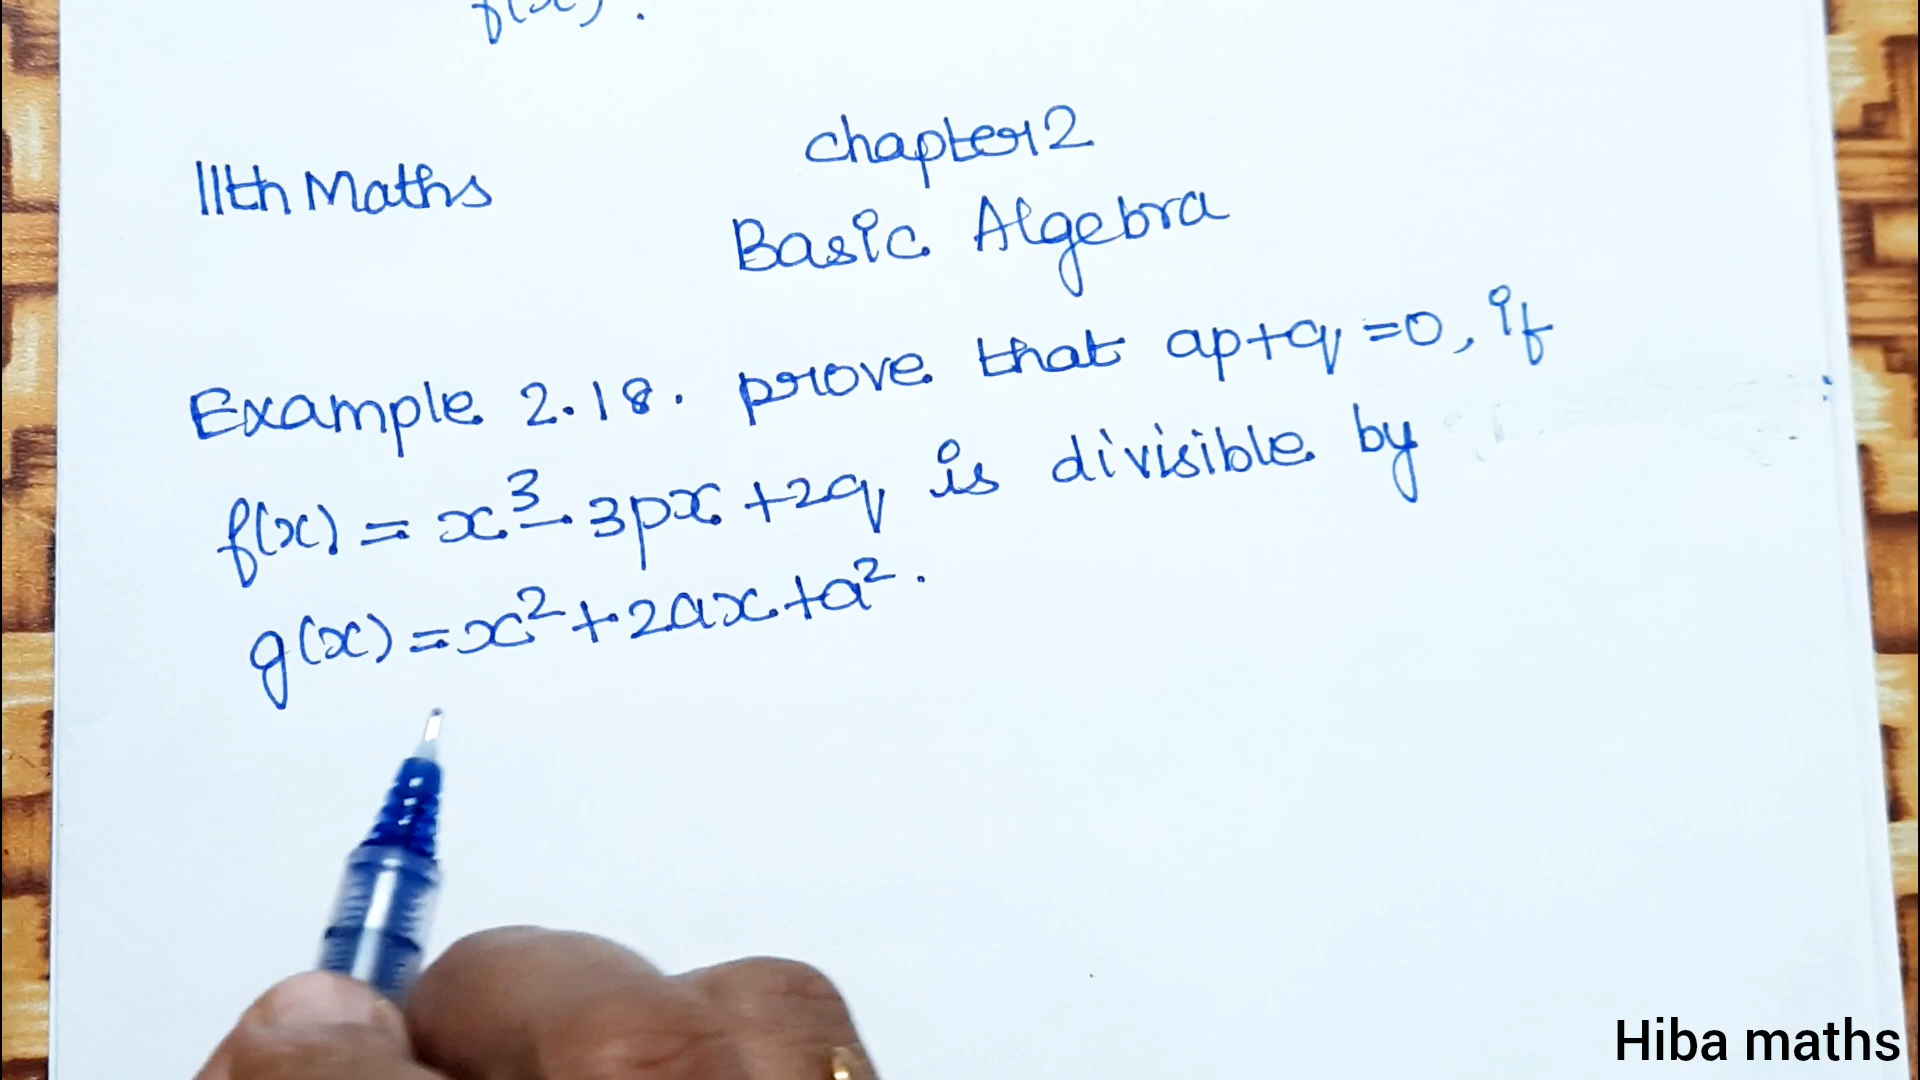 f(x).
11th Maths
chapter 2
Basic Algebra
Example 2.18. prove that ap+q=0, if
f(x) = x³-3px+2q is divisible by
g(x) = x²+2ax+a².
Hiba maths